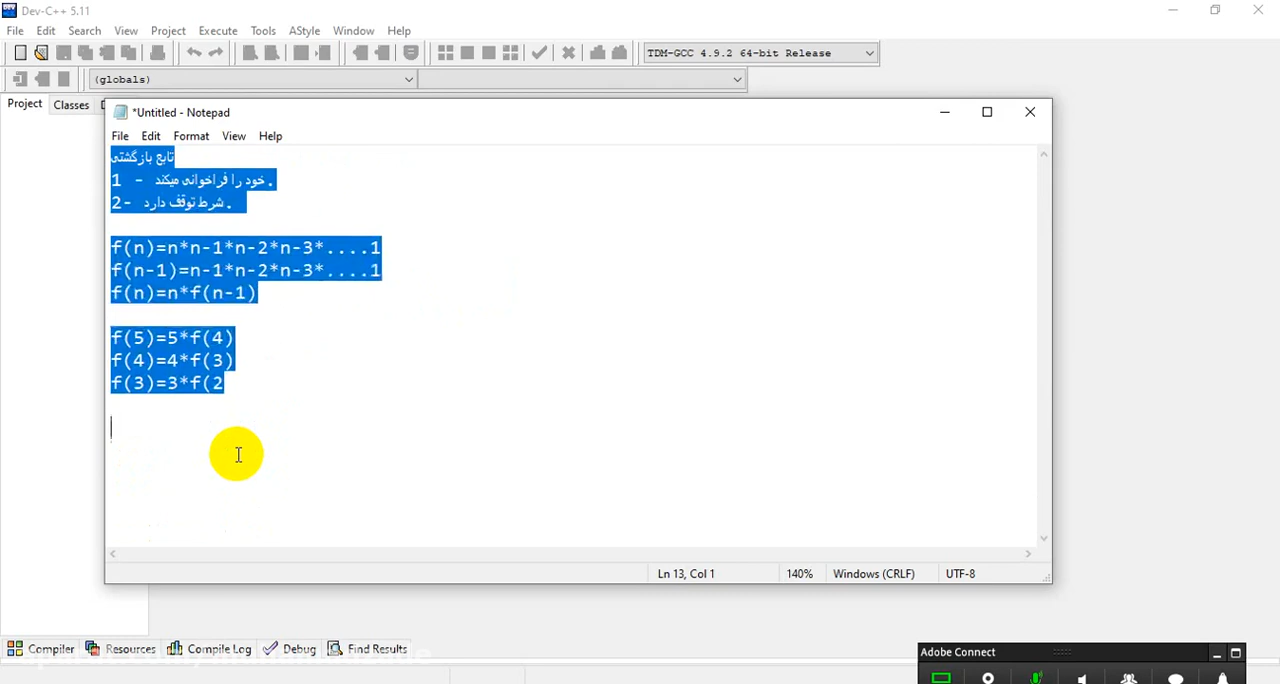 Dev-C++ 5.11
File Edit Search View Project Execute Tools AStyle Window Help
TDM-GCC 4.9.2 64-bit Release
(globals)
Project Classes D
*Untitled - Notepad
File Edit Format View Help
تابع بازگشتی
1 - خود را فراخوانی میکند.
2- شرط توقف دارد.
f(n)=n*n-1*n-2*n-3*....1
f(n-1)=n-1*n-2*n-3*....1
f(n)=n*f(n-1)
f(5)=5*f(4)
f(4)=4*f(3)
f(3)=3*f(2
Ln 13, Col 1 140% Windows (CRLF) UTF-8
Compiler Resources Compile Log Debug Find Results
Adobe Connect